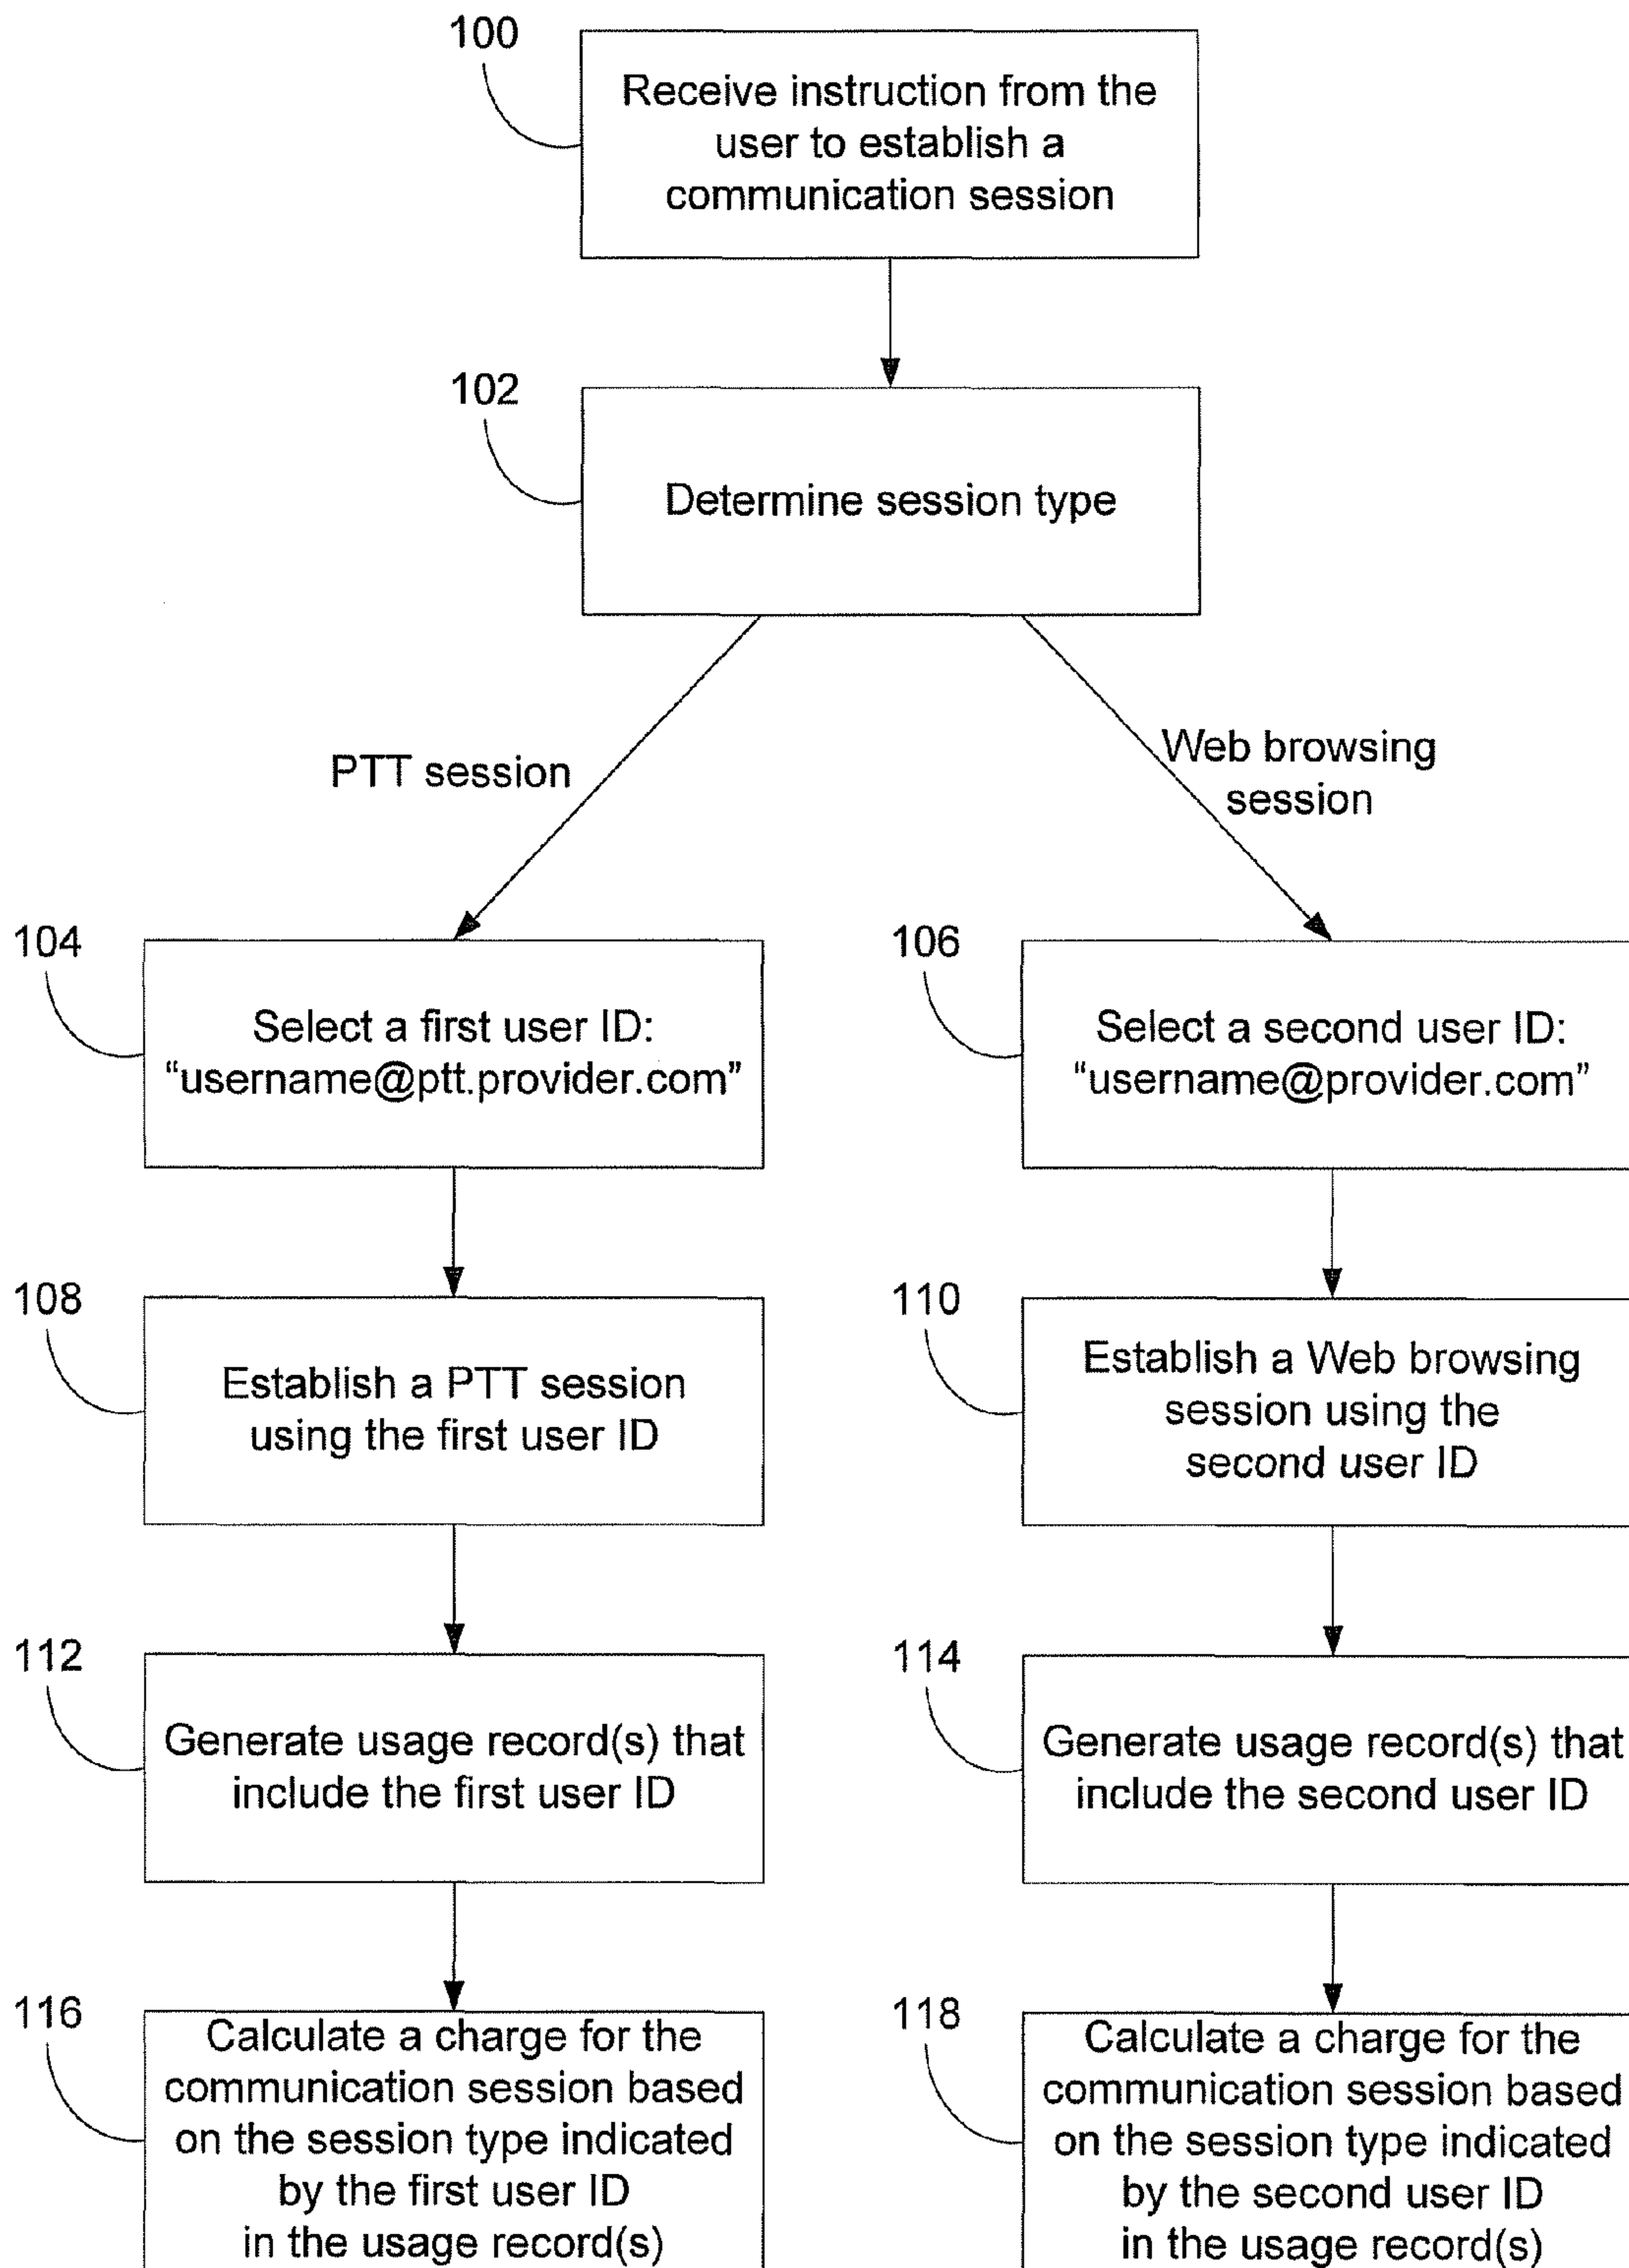 100
Receive instruction from the
user to establish a
communication session
102
Determine session type
PTT session
Web browsing
session
104
Select a first user ID:
“username@ptt.provider.com”
106
Select a second user ID:
“username@provider.com”
108
Establish a PTT session
using the first user ID
110
Establish a Web browsing
session using the
second user ID
112
Generate usage record(s) that
include the first user ID
114
Generate usage record(s) that
include the second user ID
116
Calculate a charge for the
communication session based
on the session type indicated
by the first user ID
in the usage record(s)
118
Calculate a charge for the
communication session based
on the session type indicated
by the second user ID
in the usage record(s)